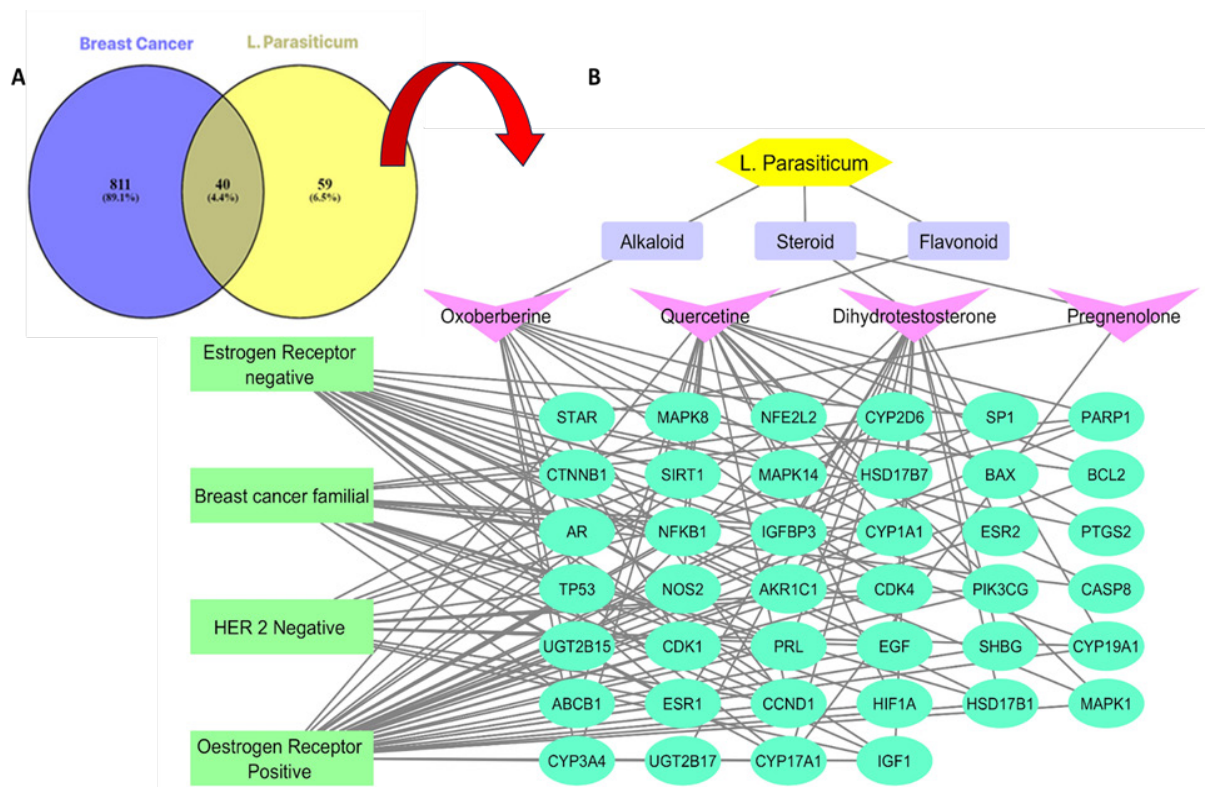 Breast Cancer
L. Parasiticum
A
B
811
(89.1%)
40
(4.4%)
59
(6.5%)
L. Parasiticum
Alkaloid
Steroid
Flavonoid
Oxoberberine
Quercetine
Dihydrotestosterone
Pregnenolone
Estrogen Receptor
negative
Breast cancer familial
HER 2 Negative
Oestrogen Receptor
Positive
STAR MAPK8 NFE2L2 CYP2D6 SP1 PARP1
CTNNB1 SIRT1 MAPK14 HSD17B7 BAX BCL2
AR NFKB1 IGFBP3 CYP1A1 ESR2 PTGS2
TP53 NOS2 AKR1C1 CDK4 PIK3CG CASP8
UGT2B15 CDK1 PRL EGF SHBG CYP19A1
ABCB1 ESR1 CCND1 HIF1A HSD17B1 MAPK1
CYP3A4 UGT2B17 CYP17A1 IGF1